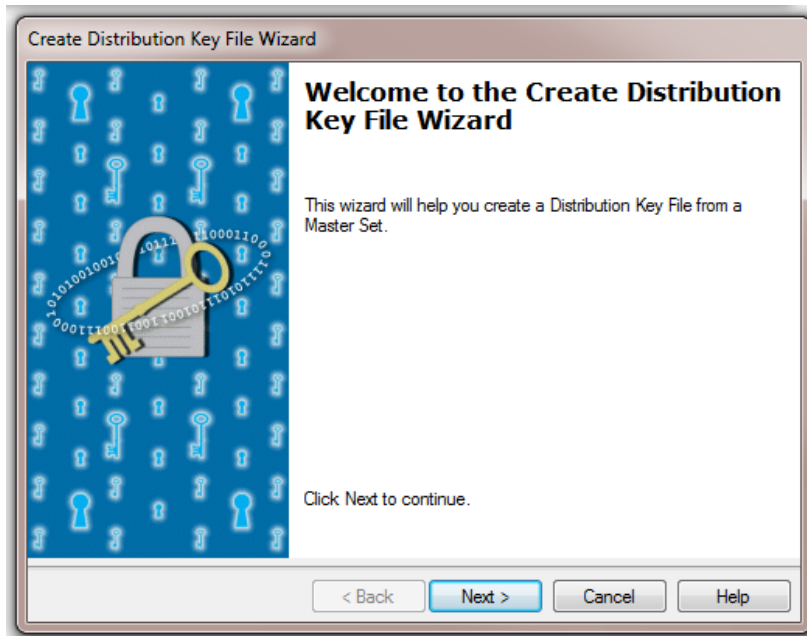 Create Distribution Key File Wizard
Welcome to the Create Distribution
Key File Wizard
This wizard will help you create a Distribution Key File from a
Master Set.
Click Next to continue.
< Back
Next >
Cancel
Help